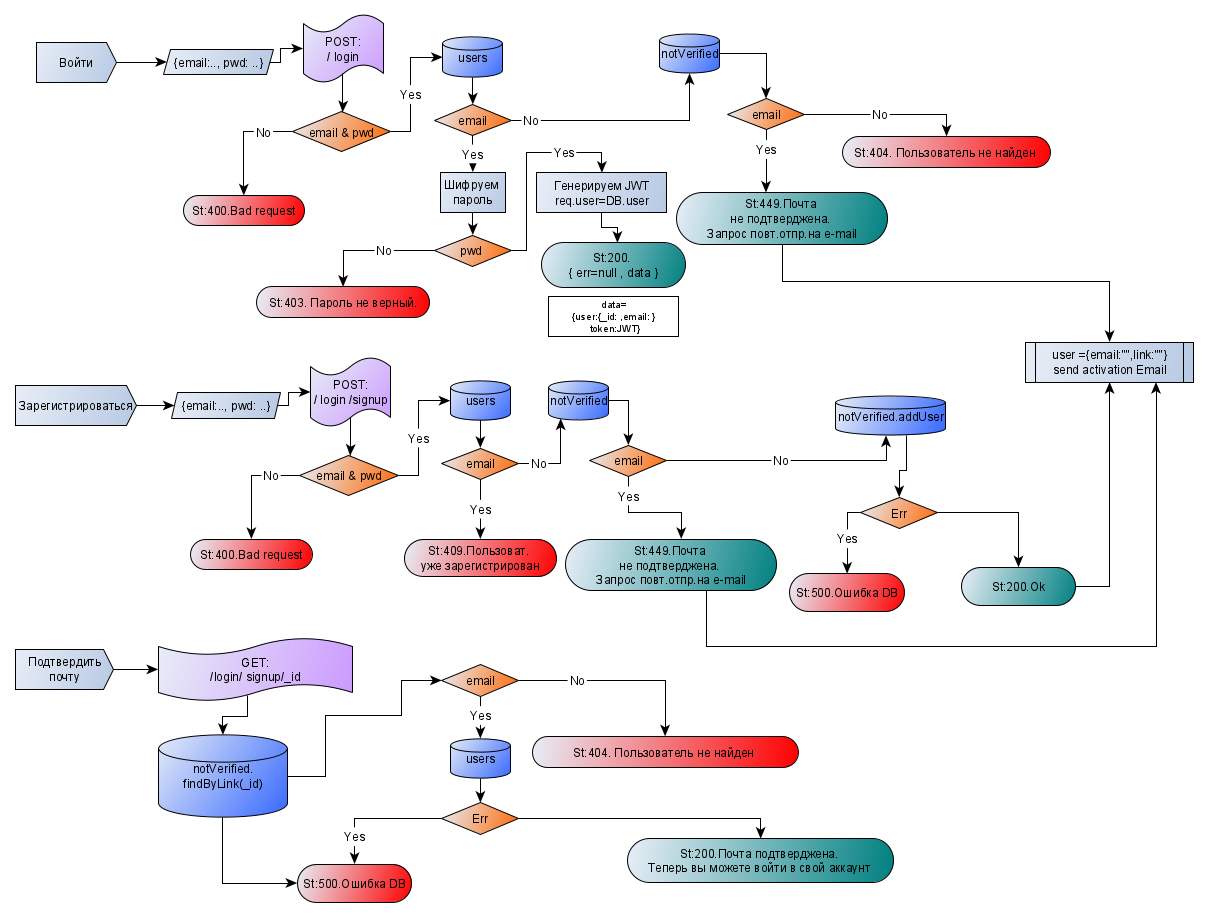 Войти
{email:.., pwd: ..}
POST:
/ login
email & pwd
No
Yes
St:400.Bad request
users
email
No
Yes
Шифруем
пароль
pwd
No
Yes
St:403. Пароль не верный.
Генерируем JWT
req.user=DB.user
St:200.
{ err=null , data }
data=
{user:{_id: ,email: }
token:JWT}
notVerified
email
No
Yes
St:404. Пользователь не найден
St:449.Почта
не подтверджена.
Запрос повт.отпр.на e-mail
user ={email:"",link:""}
send activation Email
Зарегистрироваться
{email:.., pwd: ..}
POST:
/ login /signup
email & pwd
No
Yes
St:400.Bad request
users
email
No
Yes
St:409.Пользоват.
уже зарегистрирован
notVerified
email
No
Yes
St:449.Почта
не подтверджена.
Запрос повт.отпр.на e-mail
notVerified.addUser
Err
Yes
No
St:500.Ошибка DB
St:200.Ok
Подтвердить
почту
GET:
/login/ signup/_id
notVerified.
findByLink(_id)
email
No
Yes
St:404. Пользователь не найден
users
Err
Yes
St:500.Ошибка DB
St:200.Почта подтверджена.
Теперь вы можете войти в свой аккаунт